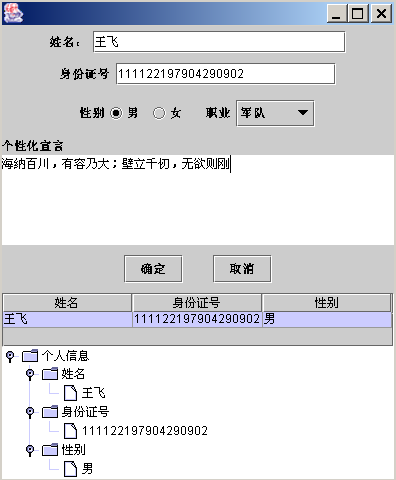 姓名： 王飞
身份证号 111122197904290902
性别 男 女 职业 军队
个性化宣言
海纳百川，有容乃大；壁立千仞，无欲则刚
确定 取消
姓名 身份证号 性别
王飞 111122197904290902 男
个人信息
姓名
王飞
身份证号
111122197904290902
性别
男